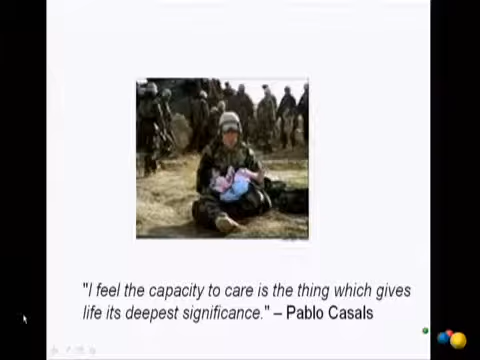 "I feel the capacity to care is the thing which gives
life its deepest significance." – Pablo Casals